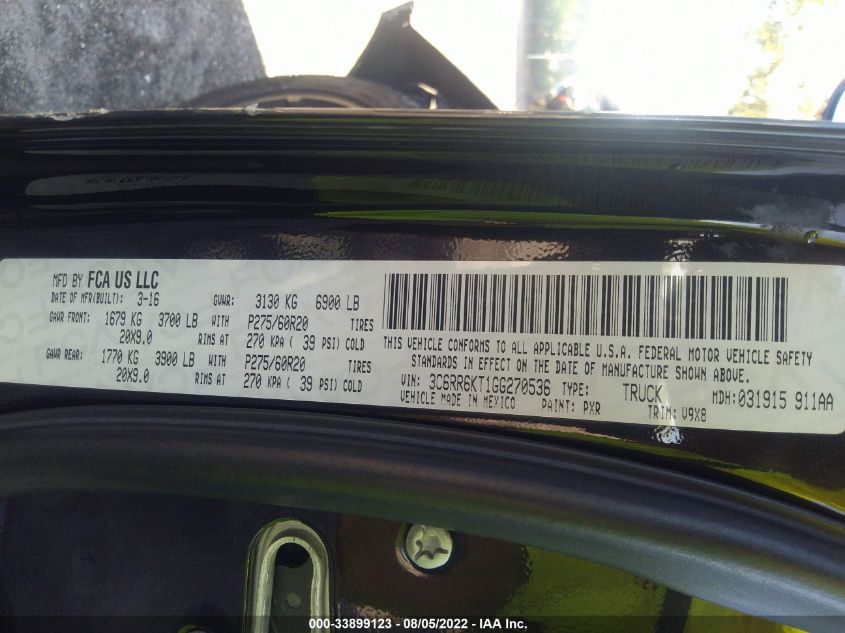 MFD BY FCA US LLC
DATE OF MFR(BUILT): 3-16 GVWR: 3130 KG 6900 LB
GAWR FRONT: 1679 KG 3700 LB WITH P275/60R20 TIRES
20X9.0 RIMS AT 270 KPA ( 39 PSI) COLD
GAWR REAR: 1770 KG 3900 LB WITH P275/60R20 TIRES
20X9.0 RIMS AT 270 KPA ( 39 PSI) COLD
THIS VEHICLE CONFORMS TO ALL APPLICABLE U.S.A. FEDERAL MOTOR VEHICLE SAFETY
STANDARDS IN EFFECT ON THE DATE OF MANUFACTURE SHOWN ABOVE.
VIN: 3C6RR6KT1GG270536 TYPE: TRUCK MDH:031915 911AA
VEHICLE MADE IN MEXICO PAINT: PXR TRIM: V9X8
000-33899123 - 08/05/2022 - IAA Inc.